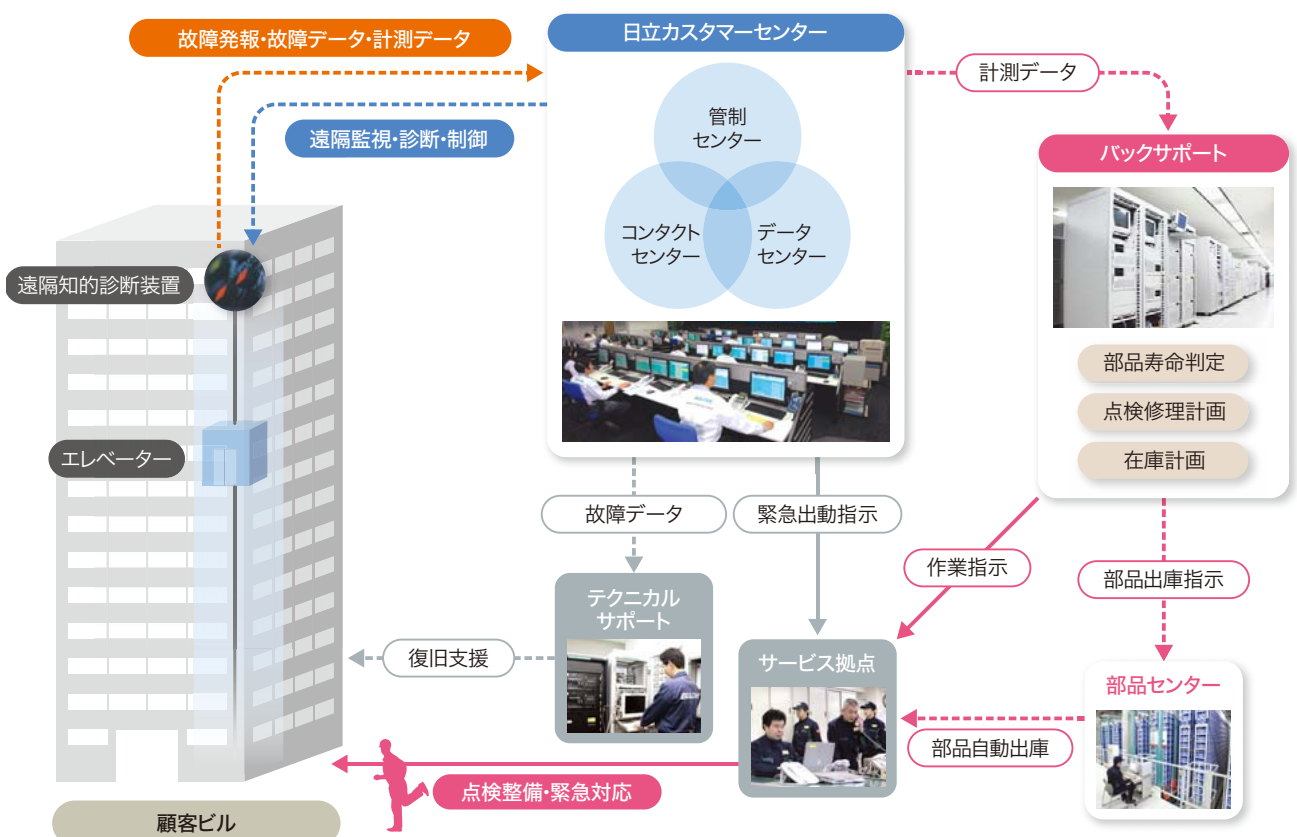 故障発報・故障データ・計測データ
日立カスタマーセンター
計測データ
遠隔監視・診断・制御
管制
センター
コンタクト
センター
データ
センター
バックサポート
遠隔知的診断装置
部品寿命判定
点検修理計画
在庫計画
エレベーター
故障データ
緊急出動指示
作業指示
部品出庫指示
テクニカル
サポート
復旧支援
サービス拠点
部品センター
部品自動出庫
点検整備・緊急対応
顧客ビル